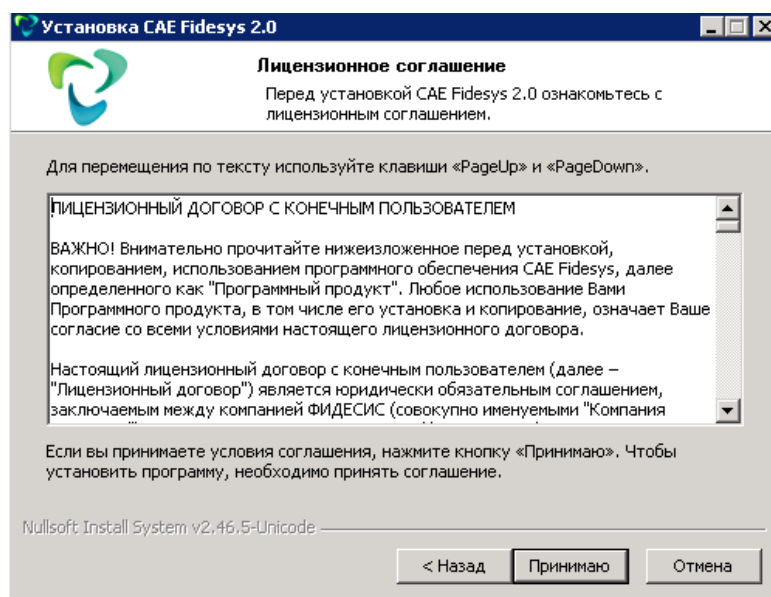 Установка CAE Fidesys 2.0
Лицензионное соглашение
Перед установкой CAE Fidesys 2.0 ознакомьтесь с
лицензионным соглашением.
Для перемещения по тексту используйте клавиши «PageUp» и «PageDown».
ЛИЦЕНЗИОННЫЙ ДОГОВОР С КОНЕЧНЫМ ПОЛЬЗОВАТЕЛЕМ
ВАЖНО! Внимательно прочитайте нижеизложенное перед установкой,
копированием, использованием программного обеспечения CAE Fidesys, далее
определенного как "Программный продукт". Любое использование Вами
Программного продукта, в том числе его установка и копирование, означает Ваше
согласие со всеми условиями настоящего лицензионного договора.
Настоящий лицензионный договор с конечным пользователем (далее –
"Лицензионный договор") является юридически обязательным соглашением,
заключаемым между компанией ФИДЕСИС (совокупно именуемыми "Компания
Если вы принимаете условия соглашения, нажмите кнопку «Принимаю». Чтобы
установить программу, необходимо принять соглашение.
Nullsoft Install System v2.46.5-Unicode
< Назад Принимаю Отмена